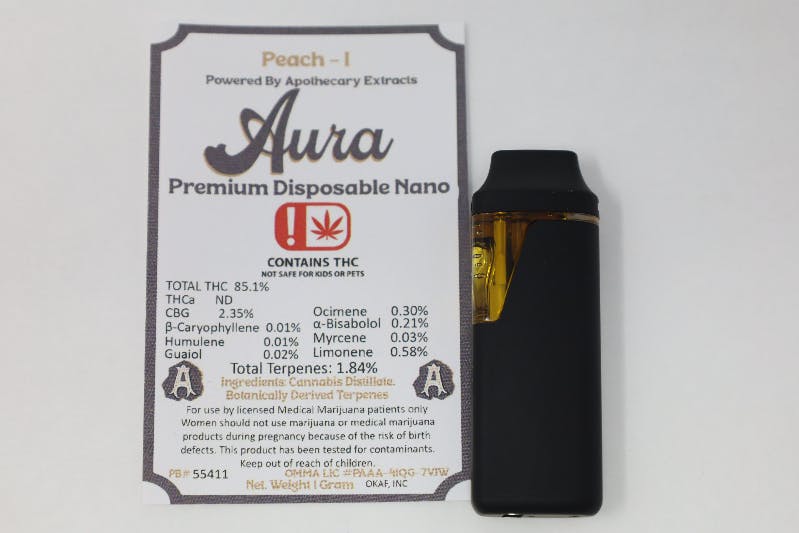 Peach - I
Powered By Apothecary Extracts
Aura
Premium Disposable Nano
!
CONTAINS THC
NOT SAFE FOR KIDS OR PETS
TOTAL THC 85.1%
THCa ND
CBG 2.35%
β-Caryophyllene 0.01%
Humulene 0.01%
Guaiol 0.02%
Ocimene 0.30%
α-Bisabolol 0.21%
Myrcene 0.03%
Limonene 0.58%
Total Terpenes: 1.84%
A
A
Ingredients: Cannabis Distillate.
Botanically Derived Terpenes
For use by licensed Medical Marijuana patients only
Women should not use marijuana or medical marijuana
products during pregnancy because of the risk of birth
defects. This product has been tested for contaminants.
Keep out of reach of children.
PB# 55411
OMMA LIC #PAAA-41QG-7VJW
Net. Weight 1 Gram
OKAF, INC